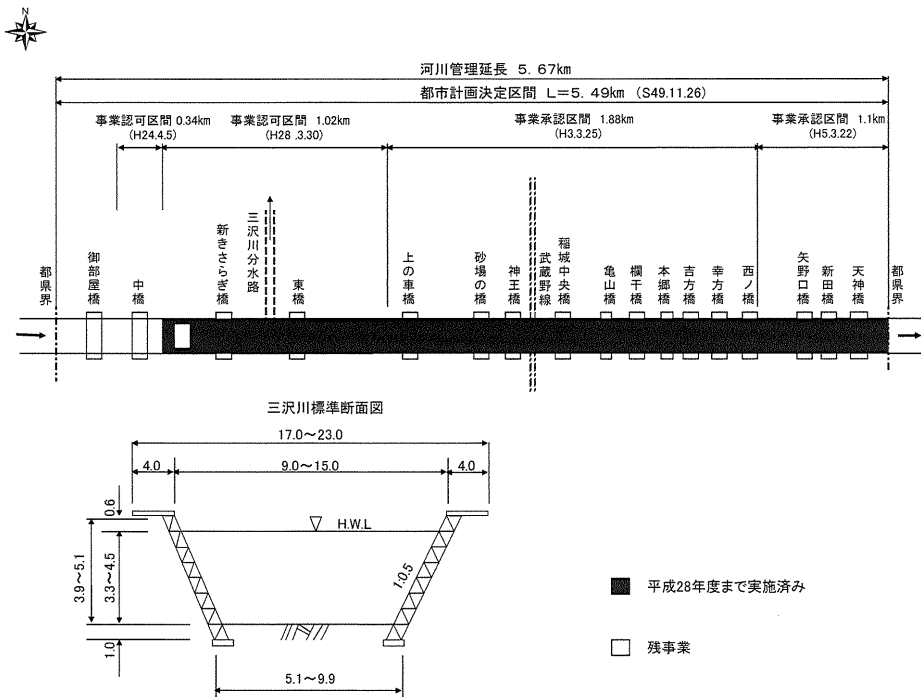 N
河川管理延長 5.67km
都市計画決定区間 L=5.49km (S49.11.26)
事業認可区間 0.34km
(H24.4.5)
事業認可区間 1.02km
(H28 .3.30)
事業承認区間 1.88km
(H3.3.25)
事業承認区間 1.1km
(H5.3.22)
都県界
御部屋橋
中橋
新きさらぎ橋
三沢川分水路
東橋
上の車橋
砂場の橋
神王橋
武蔵野線
稲城中央橋
亀山橋
欄干橋
本郷橋
吉方橋
幸方橋
西ノ橋
矢野口橋
新田橋
天神橋
都県界
三沢川標準断面図
17.0~23.0
4.0
9.0~15.0
4.0
0.6
H.W.L
3.9~5.1
3.3~4.5
1:0.5
1.0
5.1~9.9
平成28年度まで実施済み
残事業